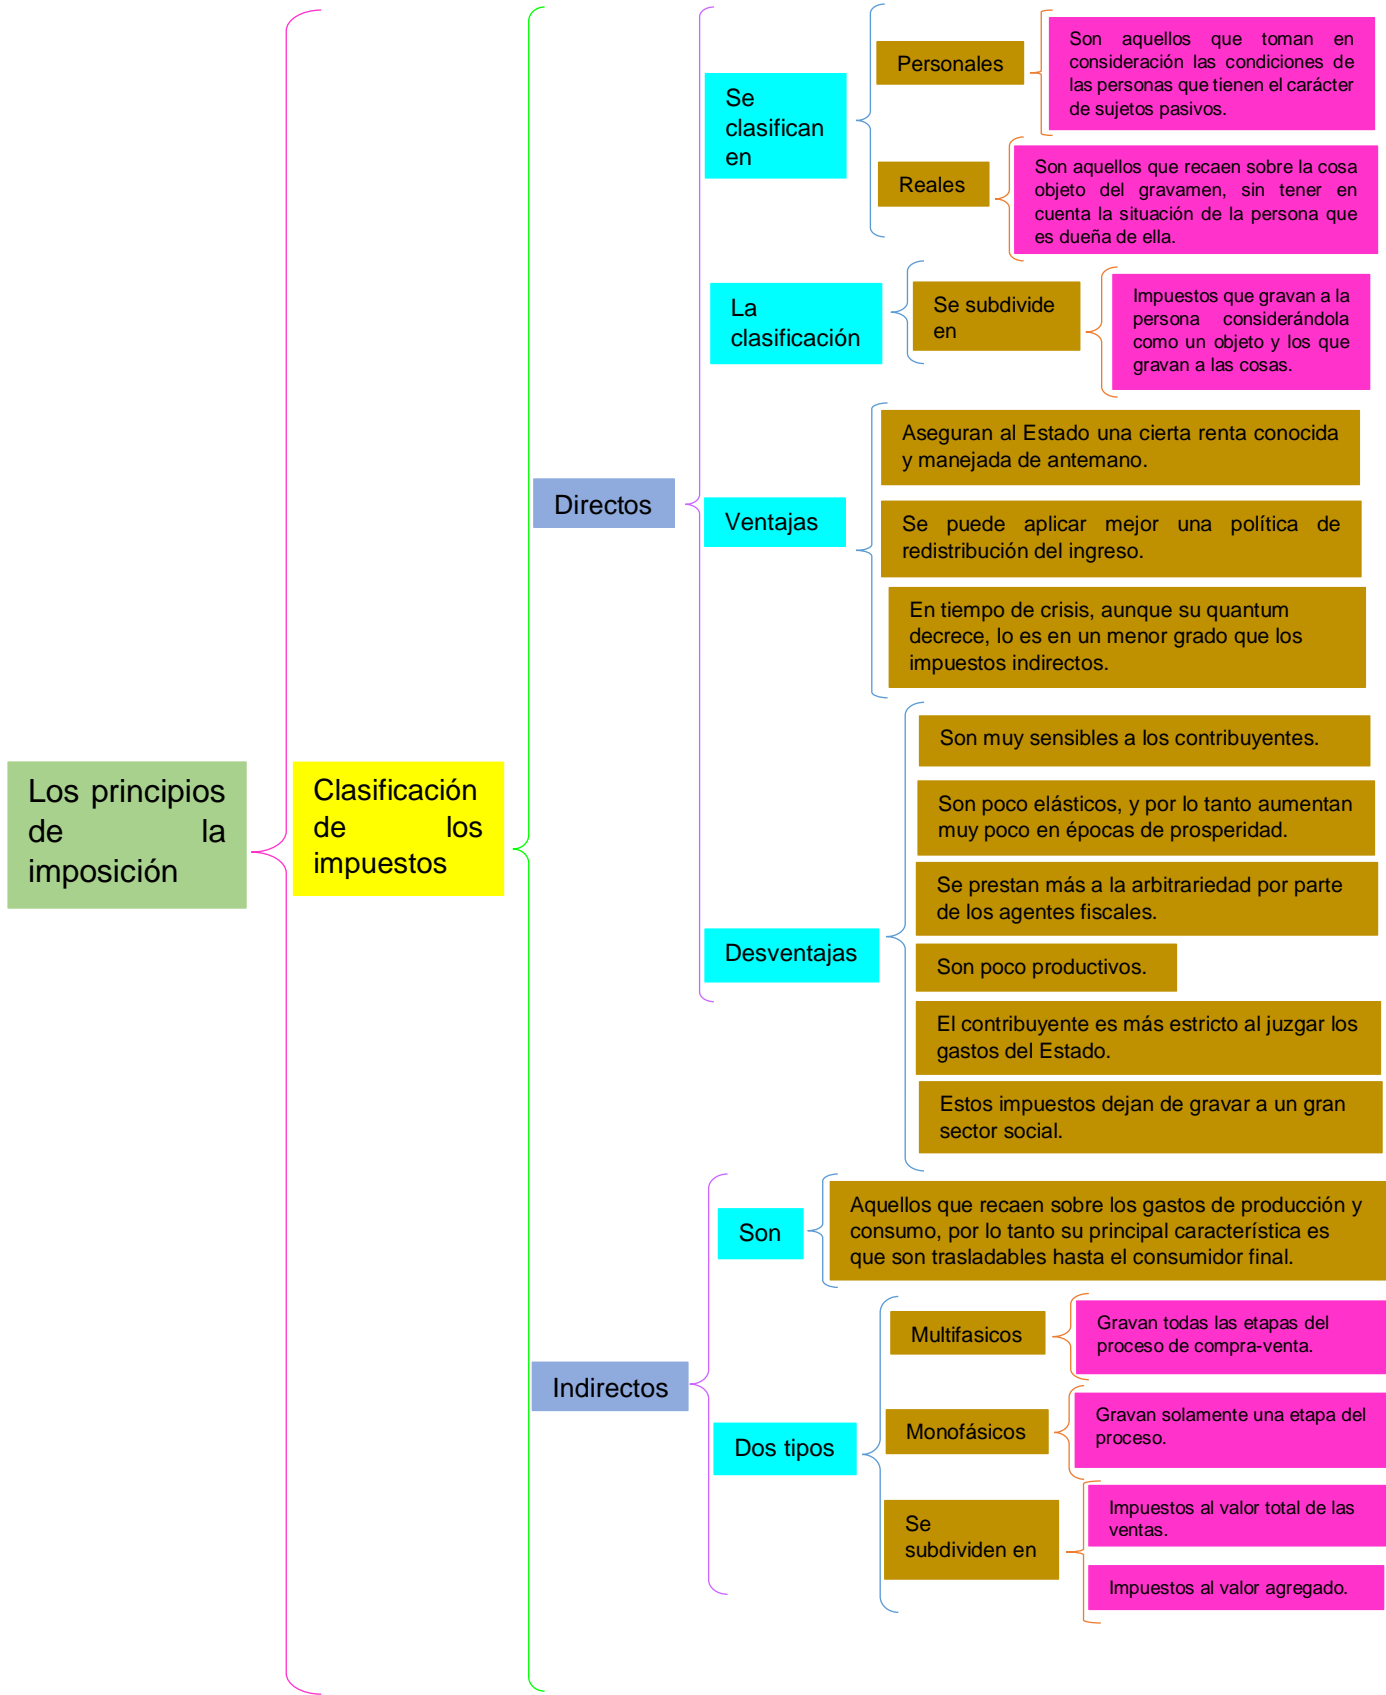 Los principios
de la
imposición
Clasificación
de los
impuestos
Directos
Se
clasifican
en
Personales
Son aquellos que toman en
consideración las condiciones de
las personas que tienen el carácter
de sujetos pasivos.
Reales
Son aquellos que recaen sobre la cosa
objeto del gravamen, sin tener en
cuenta la situación de la persona que
es dueña de ella.
La
clasificación
Se subdivide
en
Impuestos que gravan a la
persona considerándola
como un objeto y los que
gravan a las cosas.
Ventajas
Aseguran al Estado una cierta renta conocida
y manejada de antemano.
Se puede aplicar mejor una política de
redistribución del ingreso.
En tiempo de crisis, aunque su quantum
decrece, lo es en un menor grado que los
impuestos indirectos.
Desventajas
Son muy sensibles a los contribuyentes.
Son poco elásticos, y por lo tanto aumentan
muy poco en épocas de prosperidad.
Se prestan más a la arbitrariedad por parte
de los agentes fiscales.
Son poco productivos.
El contribuyente es más estricto al juzgar los
gastos del Estado.
Estos impuestos dejan de gravar a un gran
sector social.
Indirectos
Son
Aquellos que recaen sobre los gastos de producción y
consumo, por lo tanto su principal característica es
que son trasladables hasta el consumidor final.
Dos tipos
Multifasicos
Gravan todas las etapas del
proceso de compra-venta.
Monofásicos
Gravan solamente una etapa del
proceso.
Se
subdividen en
Impuestos al valor total de las
ventas.
Impuestos al valor agregado.